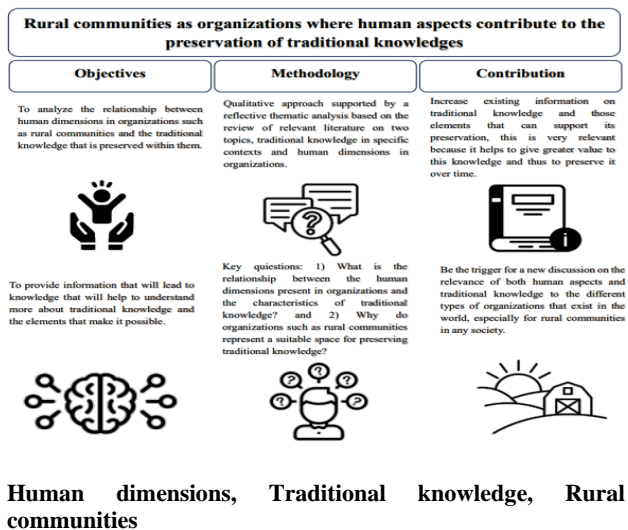 Rural communities as organizations where human aspects contribute to the
preservation of traditional knowledges
Objectives
To analyze the relationship between
human dimensions in organizations such
as rural communities and the traditional
knowledge that is preserved within them.
To provide information that will lead to
knowledge that will help to understand
more about traditional knowledge and
the elements that make it possible.
Methodology
Qualitative approach supported by a
reflective thematic analysis based on the
review of relevant literature on two
topics, traditional knowledge in specific
contexts and human dimensions in
organizations.
?
Key quiestions: 1) What is the
relationship between the human
dimensions present in organizations and
the characteristics of traditional
knowledge? and 2) Why do
organizations such as rural communities
represent a suitable space for preserving
traditional knowledge?
? ? ? ? ?
Contribution
Increase existing information on
traditional knowledge and those
elements that can support its
preservation, this is very relevant
because it helps to give greater value to
this knowledge and thus to preserve it
over time.
i
Be the trigger for a new discussion on the
relevance of both human aspects and
traditional knowledge to the different
types of organizations that exist in the
world, especially for rural communities
in any society.
Human dimensions, Traditional knowledge, Rural
communities